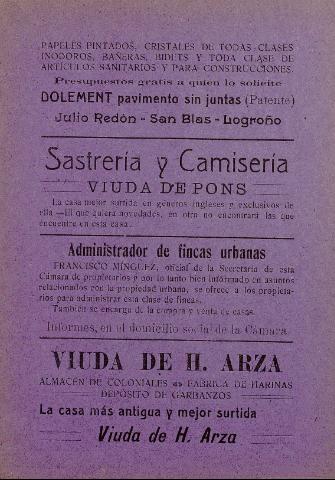 PAPELES PINTADOS, CRISTALES DE TODAS CLASES
INODOROS, BAÑERAS, BIDETS Y TODA CLASE DE
ARTÍCULOS SANITARIOS Y PARA CONSTRUCCIONES.
Presupuestos gratis a quien lo solicite
DOLEMENT pavimento sin juntas (Patente)
Julio Redón - San Blas - Logroño
Sastrería y Camisería
VIUDA DE PONS
La casa mejor surtida en géneros ingleses y exclusivos de
ella—El que quiera novedades, en otro no encontrará las que
encuentre en esta casa.
Administrador de fincas urbanas
FRANCISCO MÍNGUEZ, oficial de la Secretaría de esta
Cámara de propietarios y por lo tanto bien informado en asuntos
relacionados con la propiedad urbana, se ofrece a los propieta-
rios para administrar esta clase de fincas.
También se encarga de la compra y venta de casas.
Informes, en el domicilio social de la Cámara.
VIUDA DE H. ARZA
ALMACÉN DE COLONIALES FÁBRICA DE HARINAS
DEPÓSITO DE GARBANZOS
La casa más antigua y mejor surtida
Viuda de H. Arza